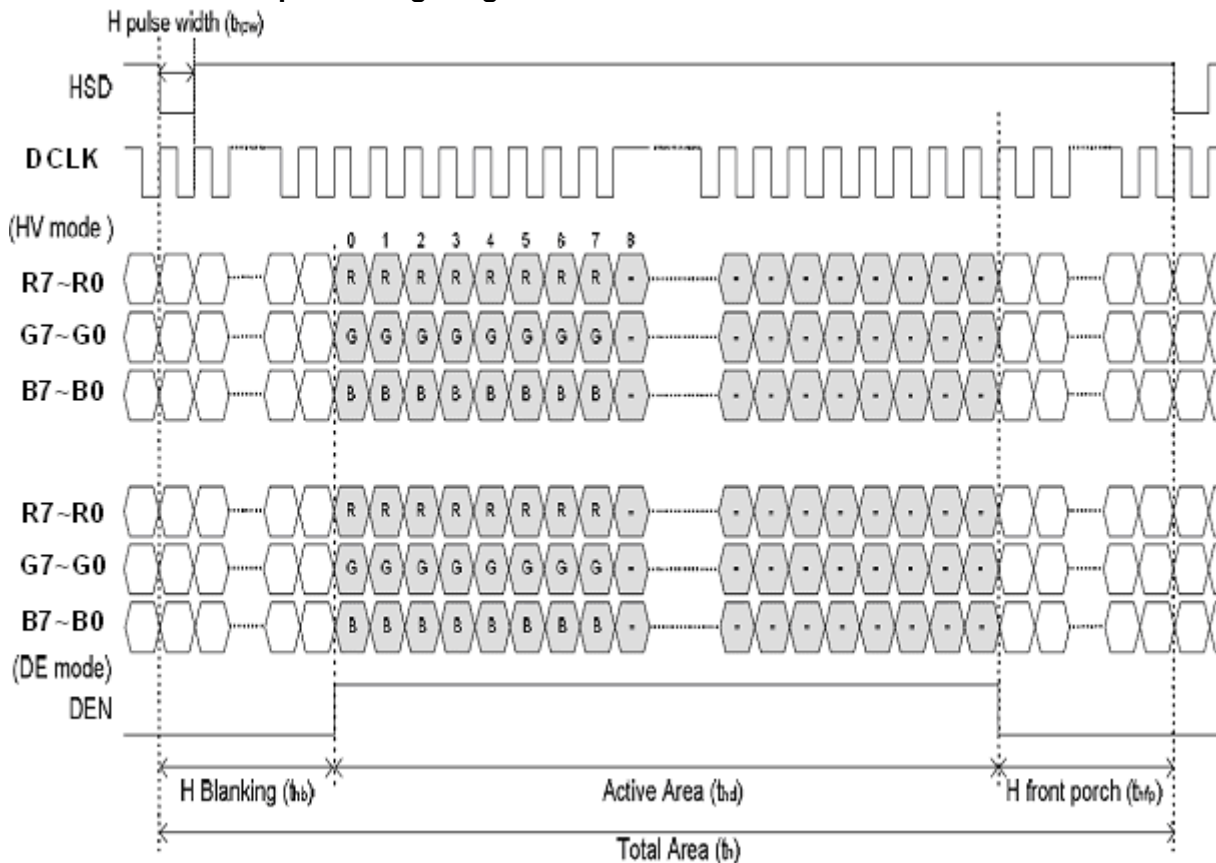 H pulse width (thpw)
HSD
DCLK
(HV mode )
0 1 2 3 4 5 6 7 8
R7~R0 R R R R R R R R - - - - - - - - -
G7~G0 G G G G G G G G - - - - - - - - -
B7~B0 B B B B B B B B - - - - - - - - -
R7~R0 R R R R R R R R - - - - - - - - -
G7~G0 G G G G G G G G - - - - - - - - -
B7~B0 B B B B B B B B - - - - - - - - -
(DE mode)
DEN
H Blanking (thb) Active Area (thd) H front porch (thfp)
Total Area (th)